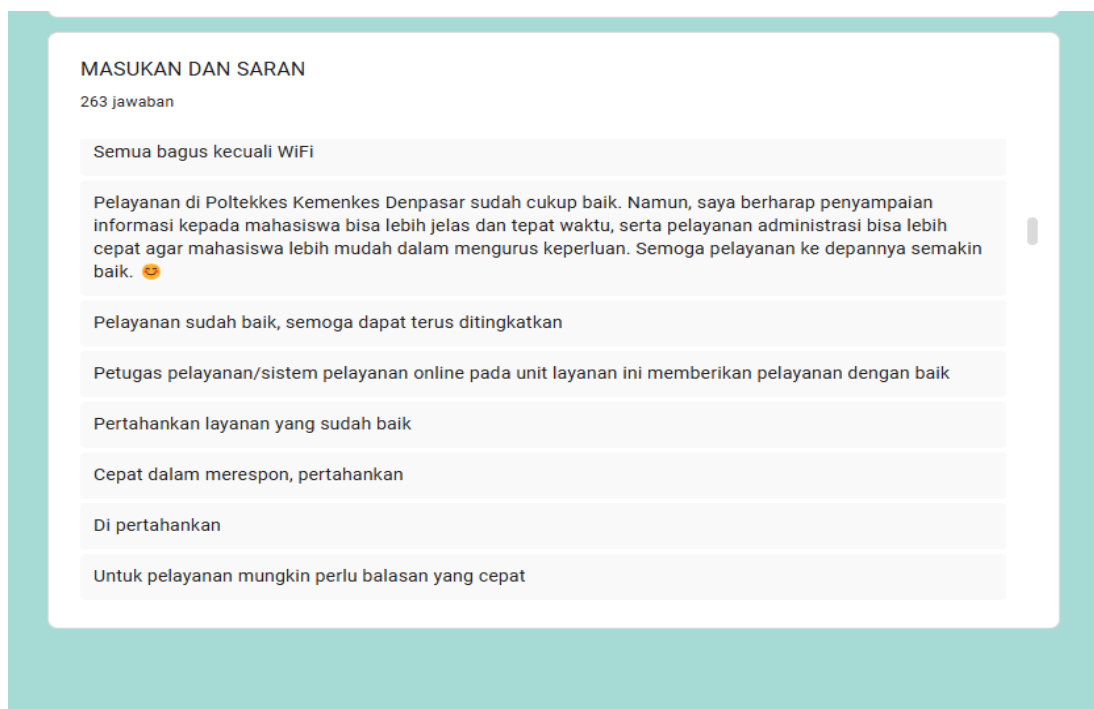 MASUKAN DAN SARAN
263 jawaban
Semua bagus kecuali WiFi
Pelayanan di Poltekkes Kemenkes Denpasar sudah cukup baik. Namun, saya berharap penyampaian
informasi kepada mahasiswa bisa lebih jelas dan tepat waktu, serta pelayanan administrasi bisa lebih
cepat agar mahasiswa lebih mudah dalam mengurus keperluan. Semoga pelayanan ke depannya semakin
baik. 😊
Pelayanan sudah baik, semoga dapat terus ditingkatkan
Petugas pelayanan/sistem pelayanan online pada unit layanan ini memberikan pelayanan dengan baik
Pertahankan layanan yang sudah baik
Cepat dalam merespon, pertahankan
Di pertahankan
Untuk pelayanan mungkin perlu balasan yang cepat